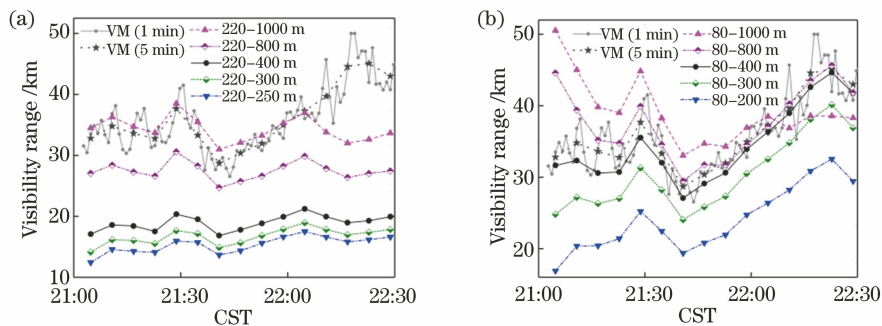 (a)
50
40
30
20
10
Visibility range /km
VM (1 min)
VM (5 min)
220–1000 m
220–800 m
220–400 m
220–300 m
220–250 m
21:00
21:30
22:00
22:30
CST
(b)
50
40
30
20
Visibility range /km
VM (1 min)
VM (5 min)
80–1000 m
80–800 m
80–400 m
80–300 m
80–200 m
21:00
21:30
22:00
22:30
CST